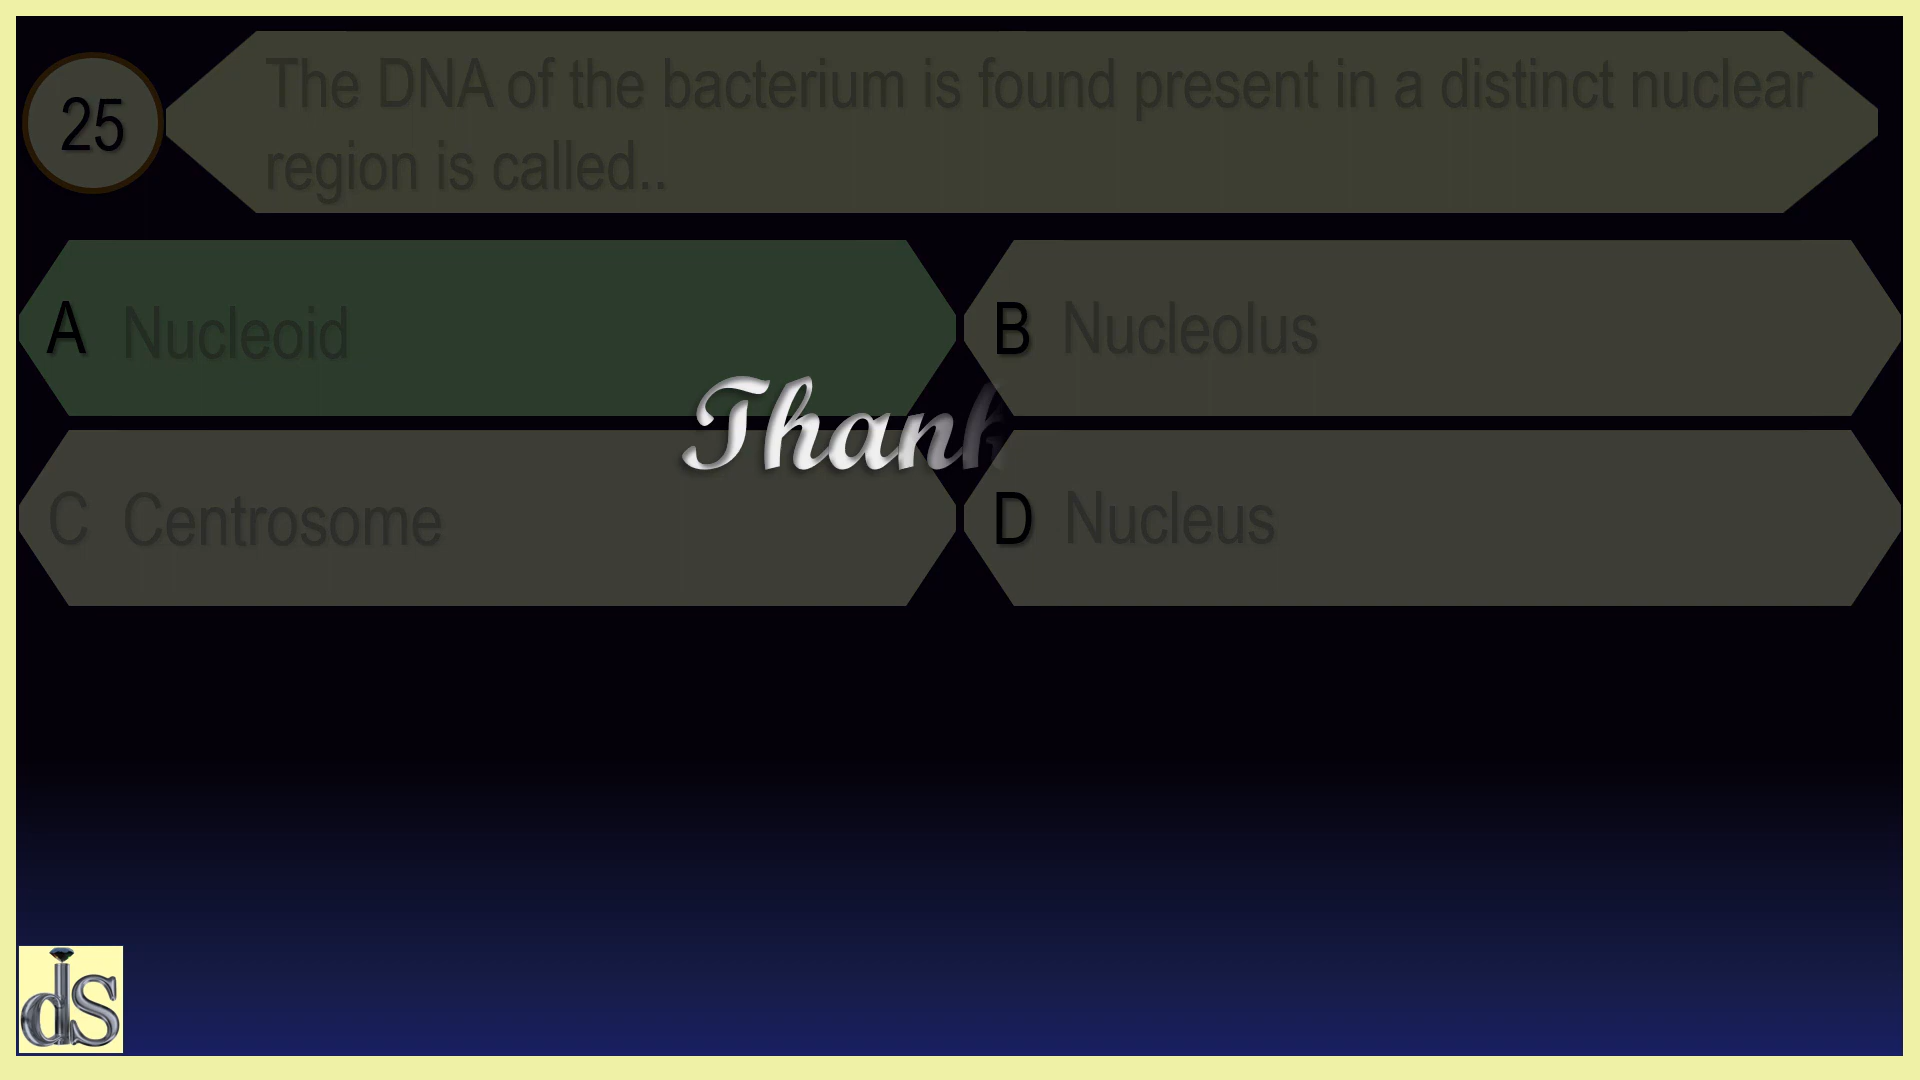 25
The DNA of the bacterium is found present in a distinct nuclear
region is called..
A Nucleoid
B Nucleolus
Thank
C Centrosome
D Nucleus
ds